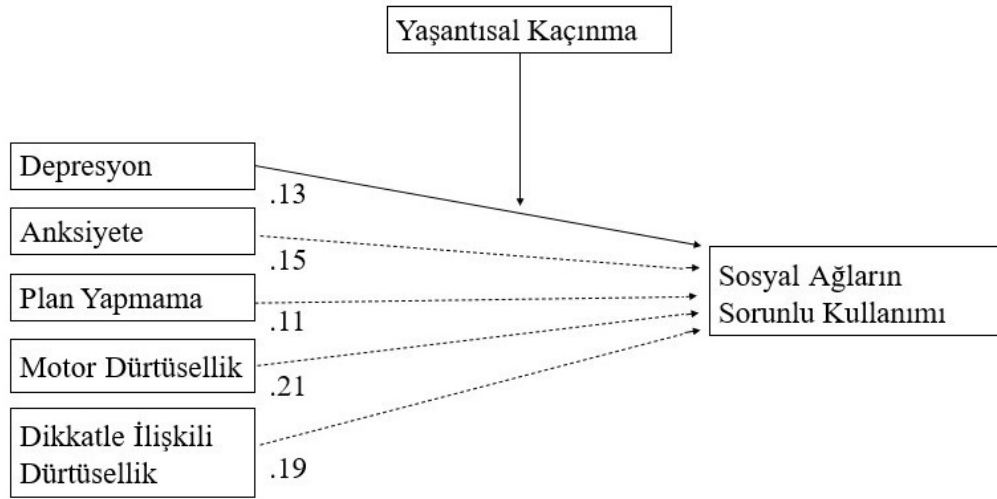 Yaşantısal Kaçınma
Depresyon
.13
Anksiyete
.15
Plan Yapmama
.11
Motor Dürtüsellik
.21
Dikkatle İlişkili
Dürtüsellik
.19
Sosyal Ağların
Sorunlu Kullanımı